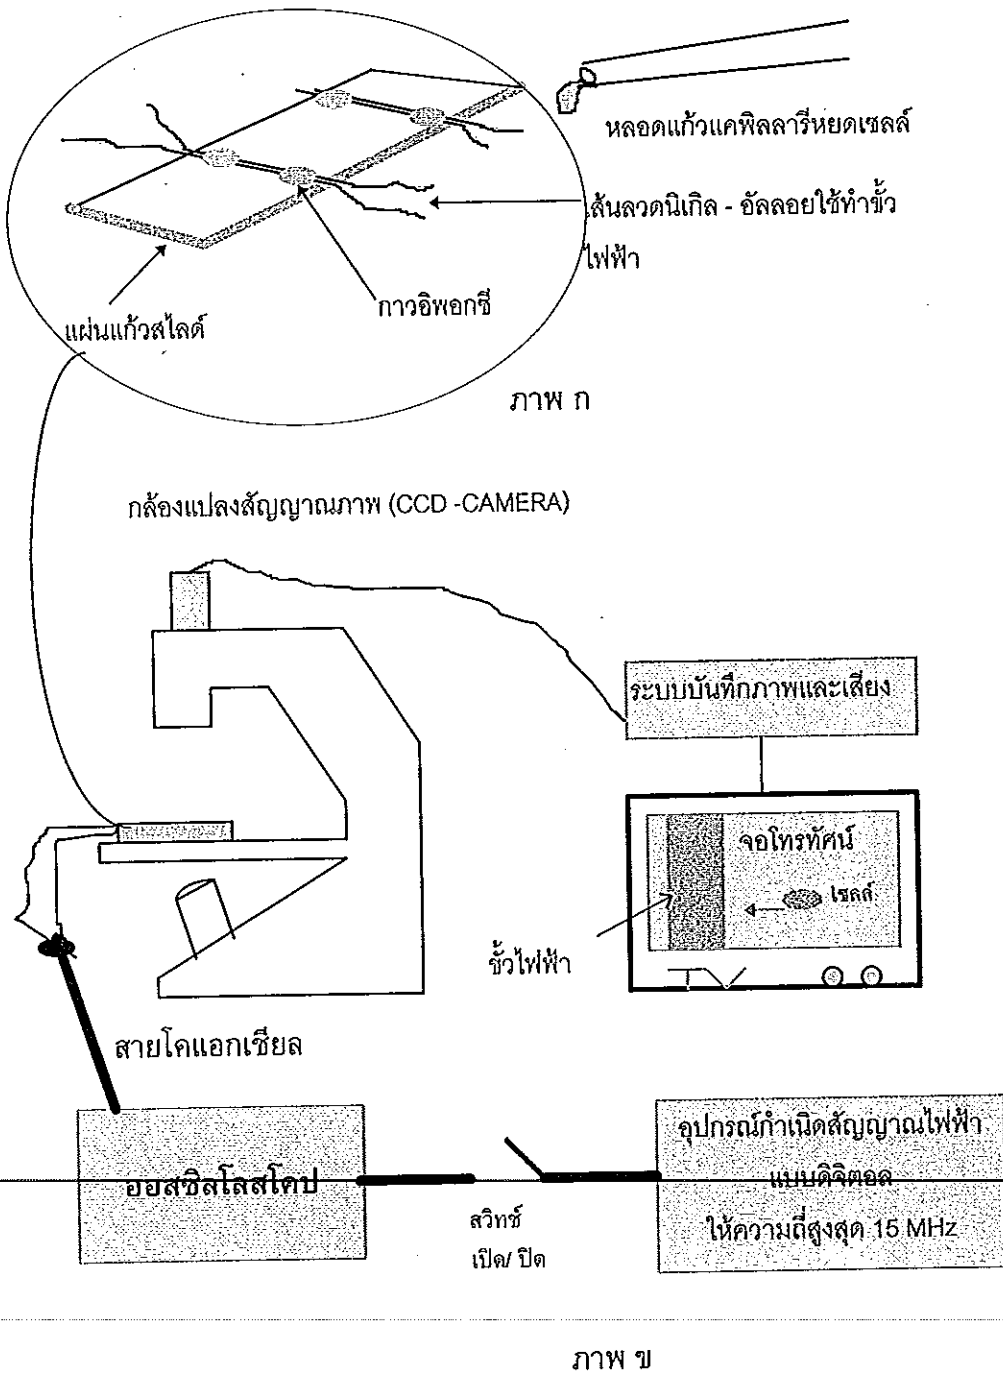 หลอดแก้วแคพิลลารีหยดเซลล์
เส้นลวดนิเกิล - อัลลอยใช้ทำขั้ว
ไฟฟ้า
กาวอิพอกซี
แผ่นแก้วสไลด์
ภาพ ก
กล้องแปลงสัญญาณภาพ (CCD -CAMERA)
ระบบบันทึกภาพและเสียง
จอโทรทัศน์
เซลล์
ขั้วไฟฟ้า
สายโคแอกเซียล
อุปกรณ์กำเนิดสัญญาณไฟฟ้า
แบบดิจิตอล
ให้ความถี่สูงสุด 15 MHz
ออสซิลโลสโคป
สวิทช์
เปิด/ ปิด
ภาพ ข